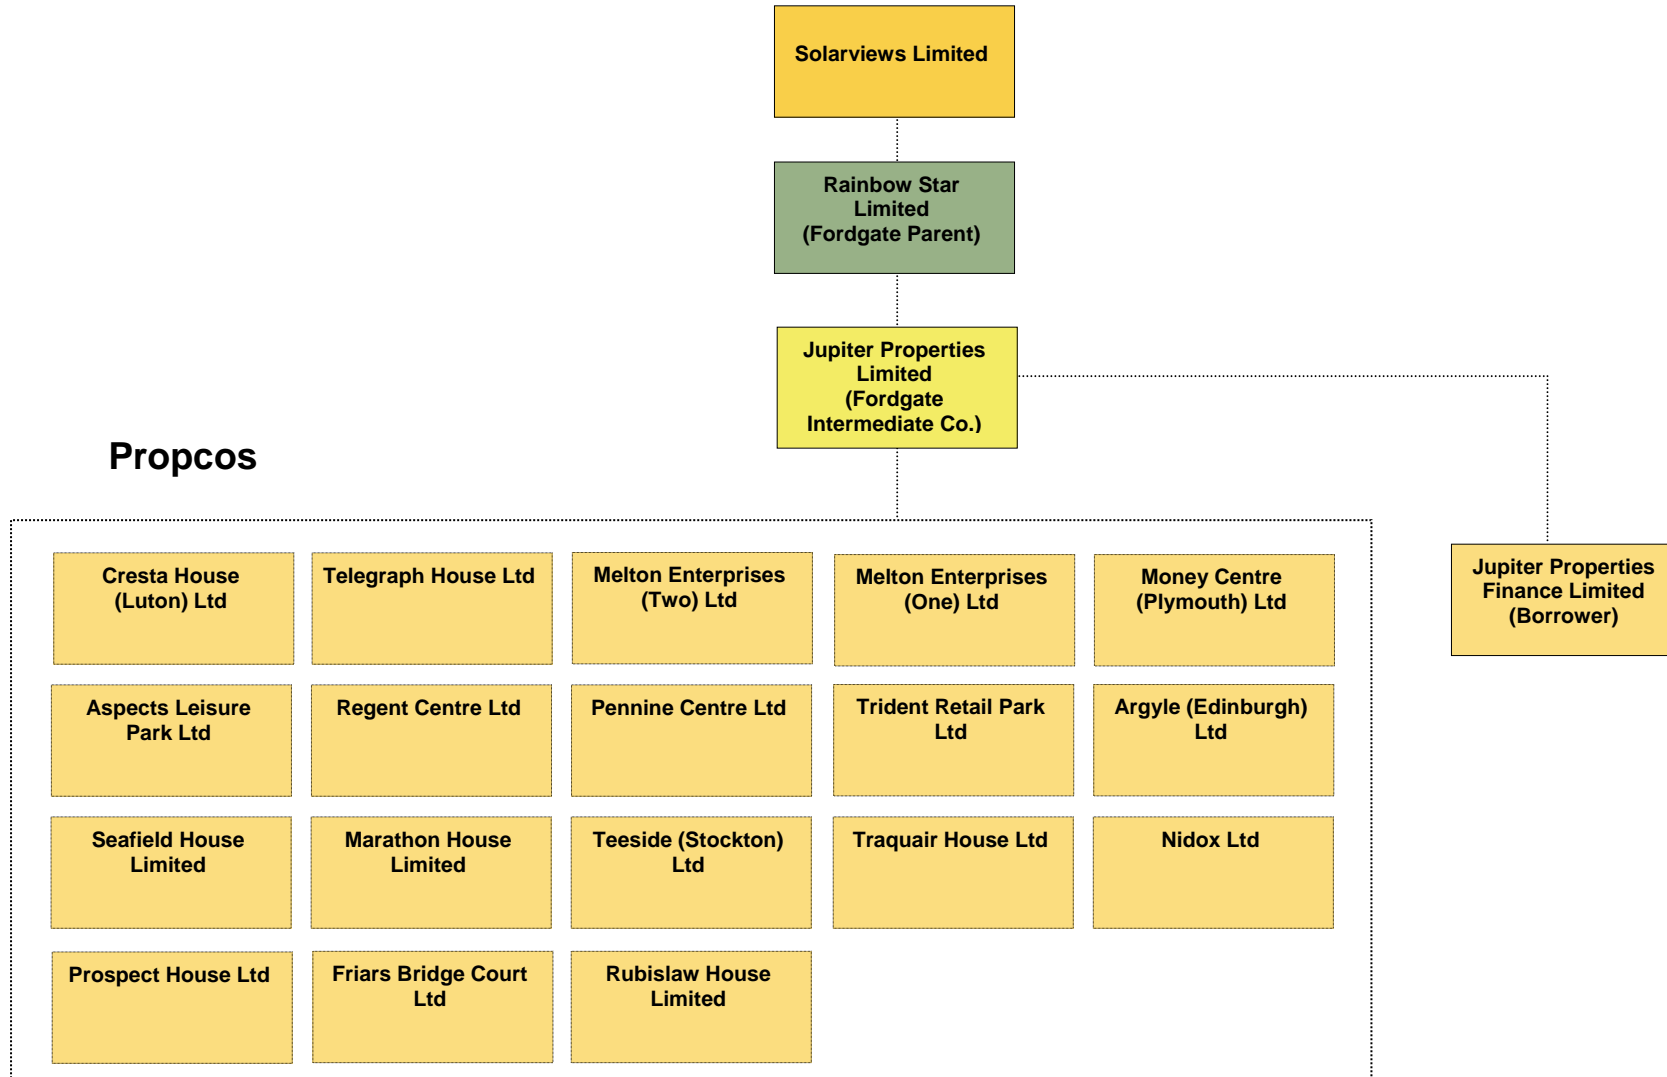 Solarviews Limited
Rainbow Star
Limited
(Fordgate Parent)
Jupiter Properties
Limited
(Fordgate
Intermediate Co.)
Propcos
Cresta House
(Luton) Ltd
Telegraph House Ltd
Melton Enterprises
(Two) Ltd
Melton Enterprises
(One) Ltd
Money Centre
(Plymouth) Ltd
Jupiter Properties
Finance Limited
(Borrower)
Aspects Leisure
Park Ltd
Regent Centre Ltd
Pennine Centre Ltd
Trident Retail Park
Ltd
Argyle (Edinburgh)
Ltd
Seafield House
Limited
Marathon House
Limited
Teeside (Stockton)
Ltd
Traquair House Ltd
Nidox Ltd
Prospect House Ltd
Friars Bridge Court
Ltd
Rubislaw House
Limited